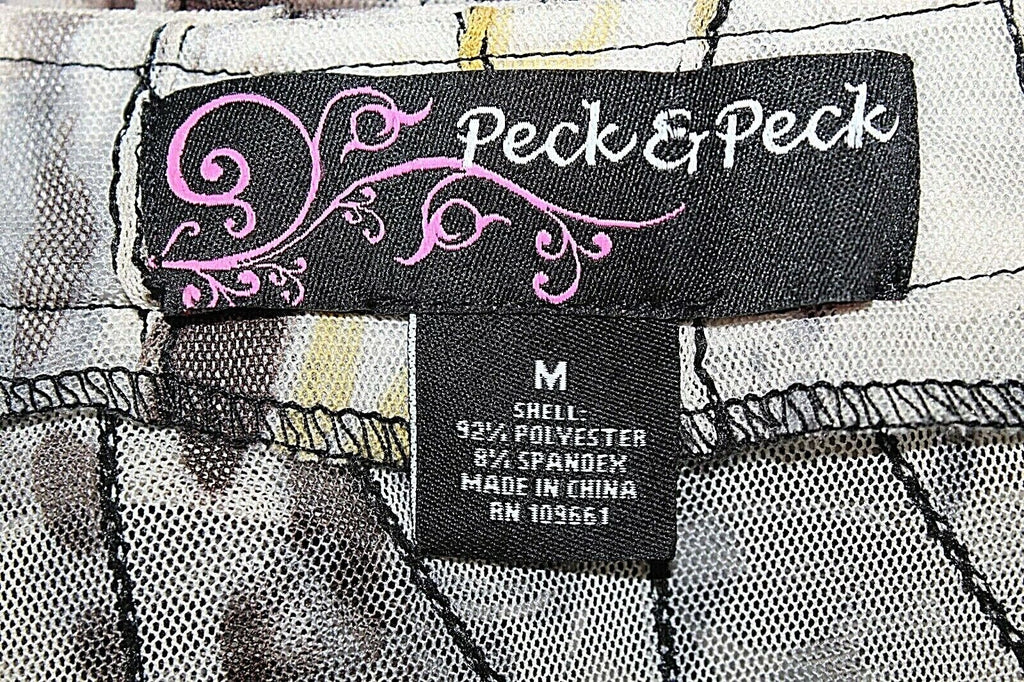 Peck & Peck
M
SHELL-
92% POLYESTER
8% SPANDEX
MADE IN CHINA
RN 109661